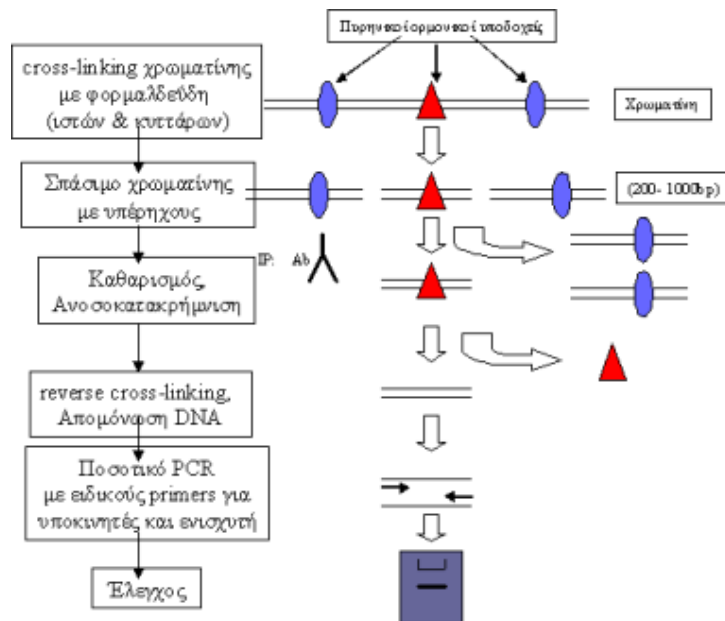 Πυρηνικοί ορμονικοί υποδοχείς
cross-linking χρωματίνης
με φορμαλδεΰδη
(ιστών & κυττάρων)
Χρωματίνη
Σπάσιμο χρωματίνης
με υπέρηχους
(200- 1000bp)
IP: Ab
Καθαρισμός,
Ανοσοκατακρήμνιση
reverse cross-linking,
Απομόνωση DNA
Ποσοτικό PCR
με ειδικούς primers για
υποκινητές και ενισχυτή
Έλεγχος